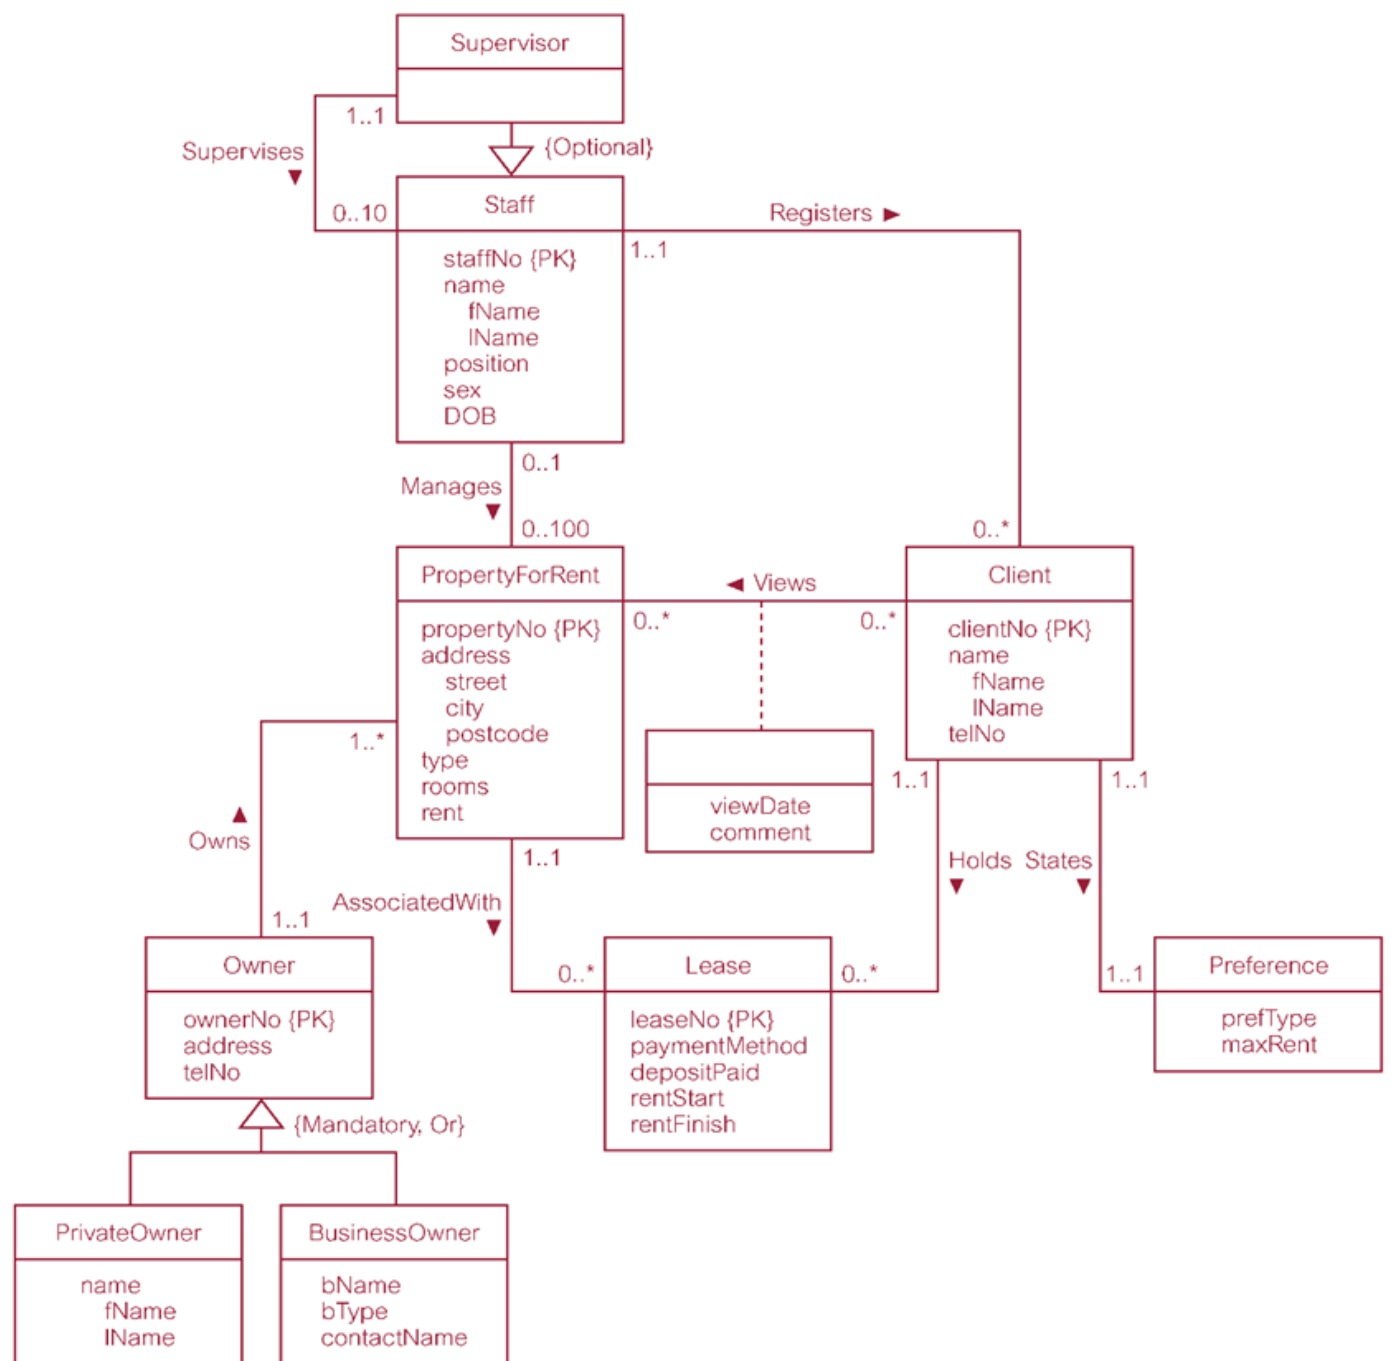 Supervisor
1..1
Supervises
▼
{Optional}
0..10
Staff
staffNo {PK}
name
fName
lName
position
sex
DOB
Registers ►
1..1
0..1
Manages
▼
0..100
0..*
PropertyForRent
propertyNo {PK}
address
street
city
postcode
type
rooms
rent
◄ Views
0..*
0..*
Client
clientNo {PK}
name
fName
lName
telNo
viewDate
comment
1..*
▲
Owns
1..1
1..1
AssociatedWith
▼
0..*
1..1
Holds
▼
0..*
1..1
States
▼
1..1
Owner
ownerNo {PK}
address
telNo
Lease
leaseNo {PK}
paymentMethod
depositPaid
rentStart
rentFinish
Preference
prefType
maxRent
{Mandatory, Or}
PrivateOwner
name
fName
lName
BusinessOwner
bName
bType
contactName